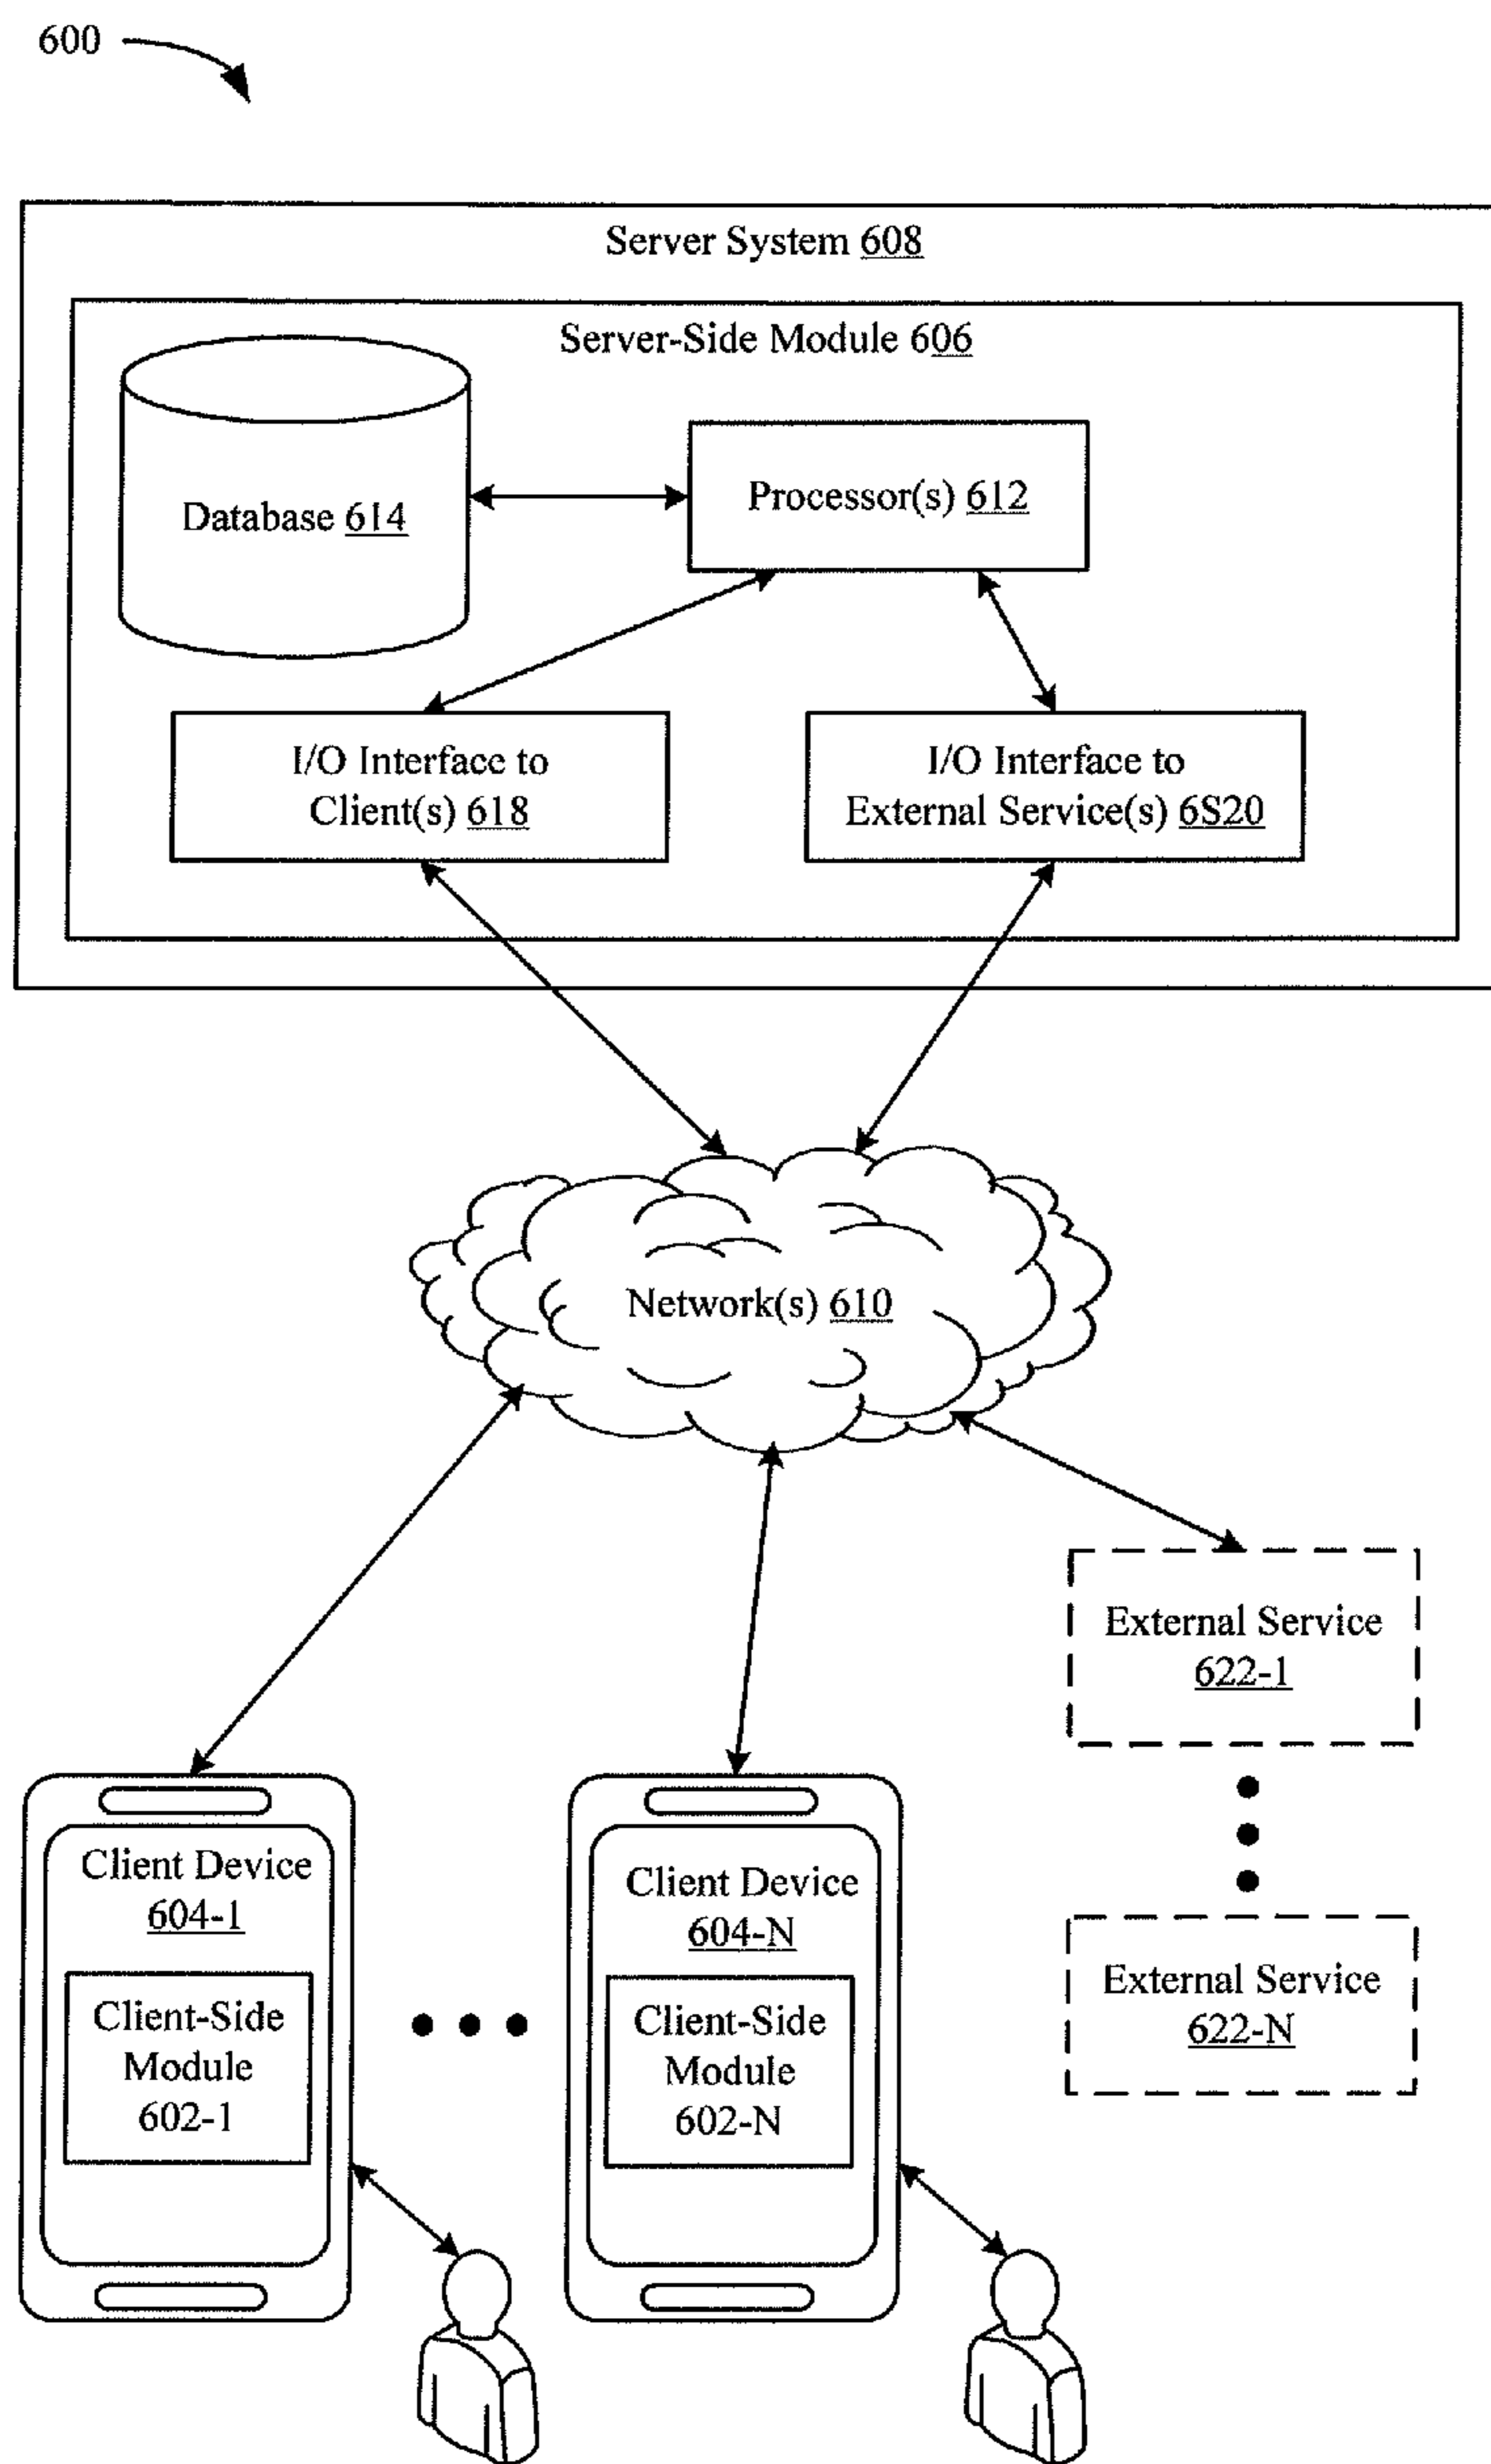 600
Server System 608
Server-Side Module 606
Database 614
Processor(s) 612
I/O Interface to
Client(s) 618
I/O Interface to
External Service(s) 6S20
Network(s) 610
External Service
622-1
Client Device
604-1
Client-Side
Module
602-1
Client Device
604-N
Client-Side
Module
602-N
External Service
622-N